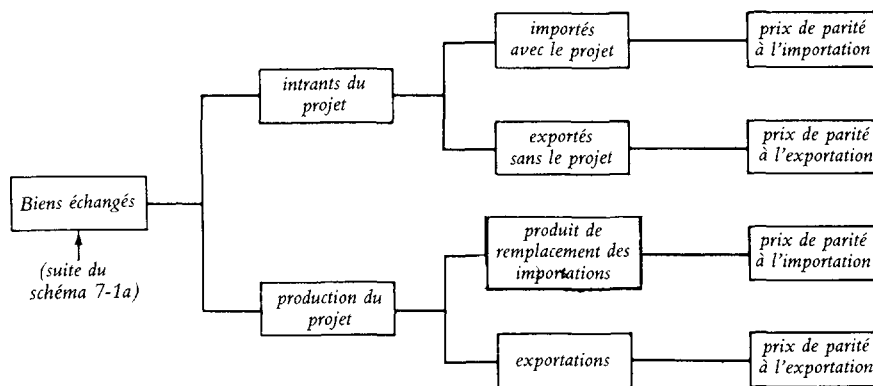 importés
avec le projet
prix de parité
à l'importation
intrants du
projet
exportés
sans le projet
prix de parité
à l'exportation
Biens échangés
(suite du
schéma 7-1a)
produit de
remplacement des
importations
prix de parité
à l'importation
production du
projet
exportations
prix de parité
à l'exportation